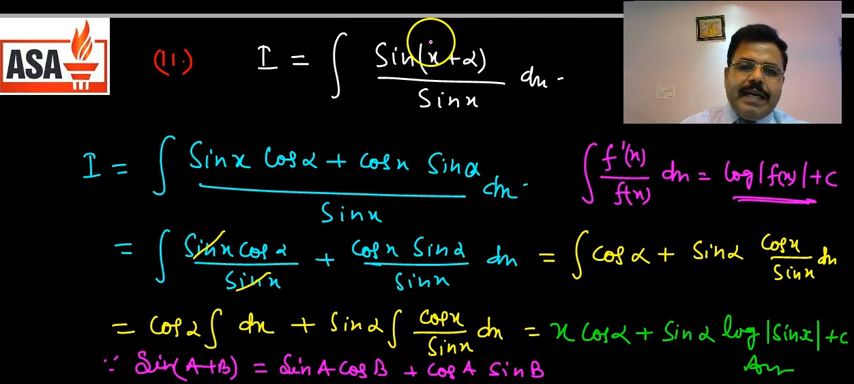 ASA
(11.) I = ∫ Sin(x+α)/Sinx dx.
I = ∫ Sinx Cosα + Cosx Sinα/Sinx dx.
∫ f'(x)/f(x) dx = log|f(x)| + C
= ∫ Sinx Cosα/Sinx + Cosx Sinα/Sinx dx = ∫ Cosα + Sinα Cosx/Sinx dx
= Cosα ∫ dx + Sinα ∫ Cosx/Sinx dx = x Cosα + Sinα log|Sinx| + C
Ans
∵ Sin(A+B) = SinA CosB + CosA SinB